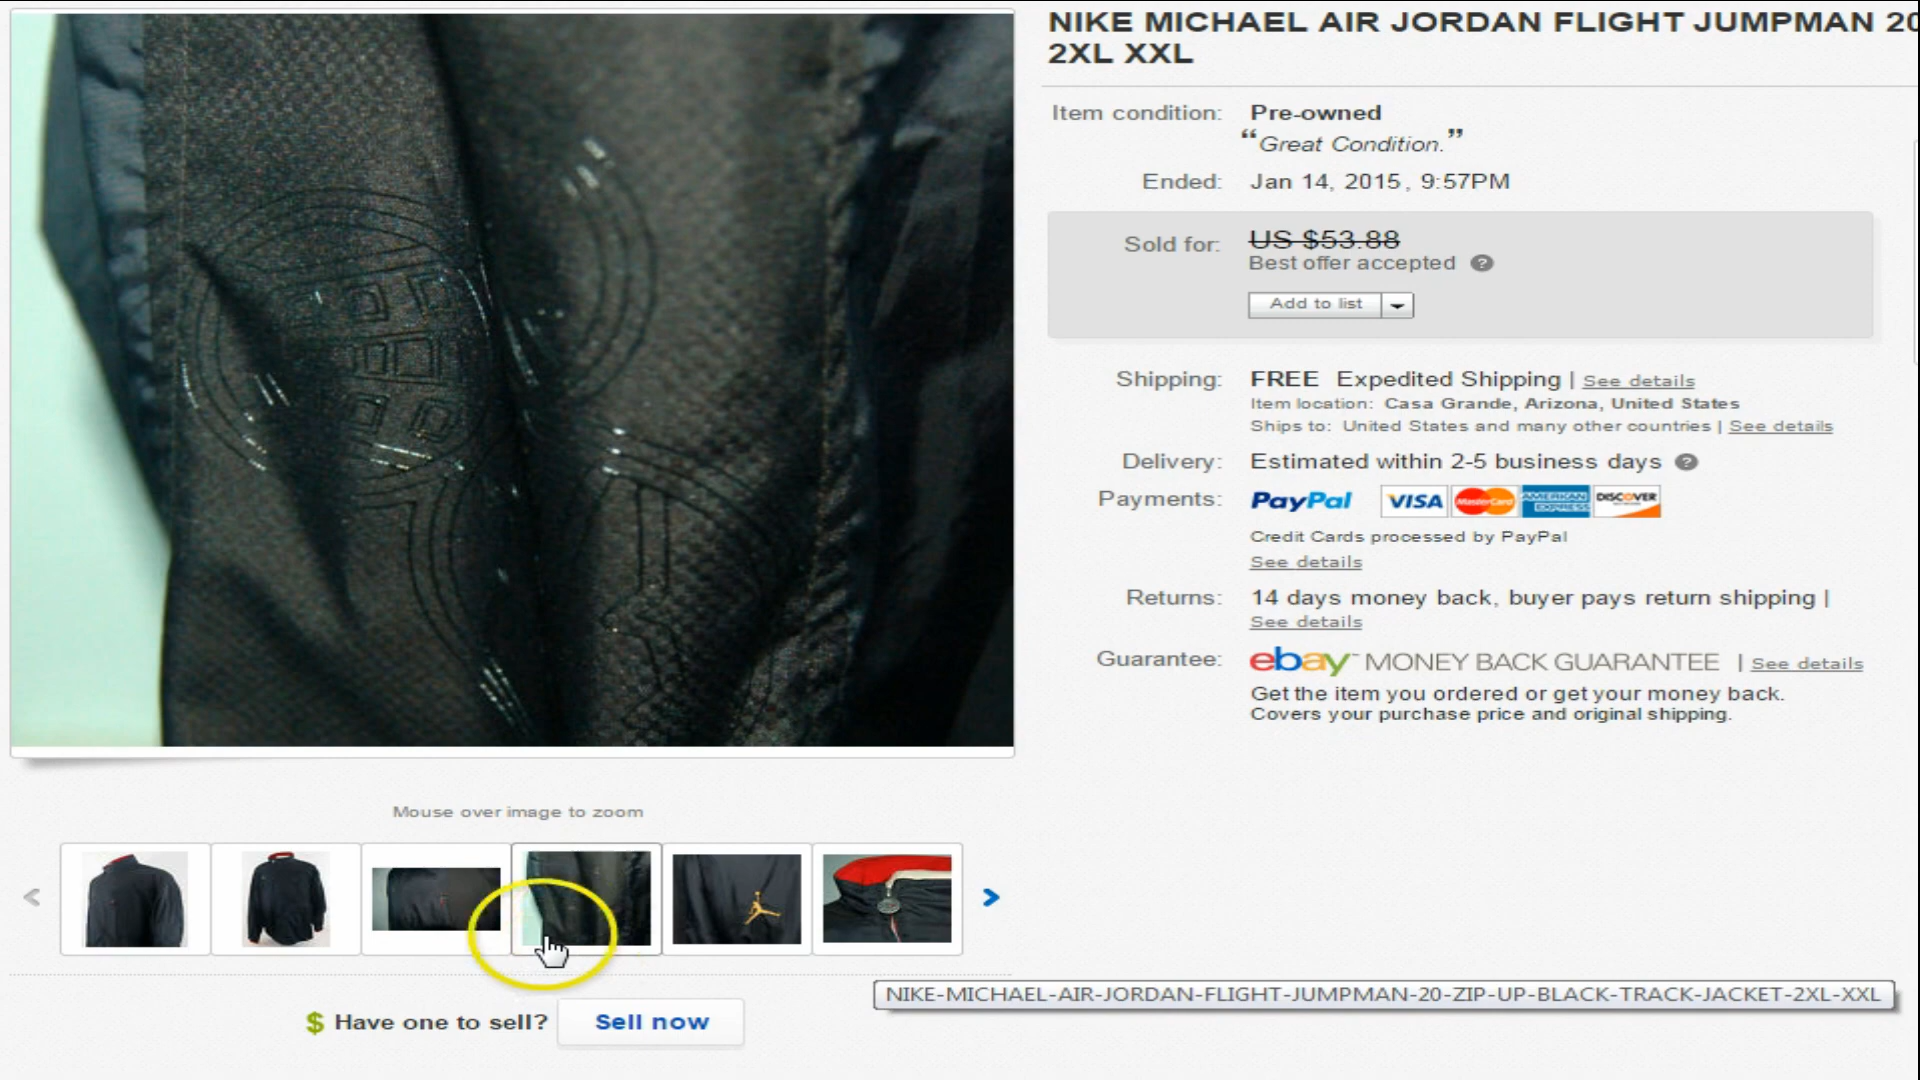 NIKE MICHAEL AIR JORDAN FLIGHT JUMPMAN 20
2XL XXL
Item condition: Pre-owned
“Great Condition.”
Ended: Jan 14, 2015, 9:57PM
Sold for: US $53.88
Best offer accepted ?
Add to list
Shipping: FREE Expedited Shipping | See details
Item location: Casa Grande, Arizona, United States
Ships to: United States and many other countries | See details
Delivery: Estimated within 2-5 business days ?
Payments: PayPal VISA MasterCard AMERICAN EXPRESS DISCOVER
Credit Cards processed by PayPal
See details
Returns: 14 days money back, buyer pays return shipping |
See details
Guarantee: ebay™ MONEY BACK GUARANTEE | See details
Get the item you ordered or get your money back.
Covers your purchase price and original shipping.
Mouse over image to zoom
NIKE-MICHAEL-AIR-JORDAN-FLIGHT-JUMPMAN-20-ZIP-UP-BLACK-TRACK-JACKET-2XL-XXL
$ Have one to sell? Sell now